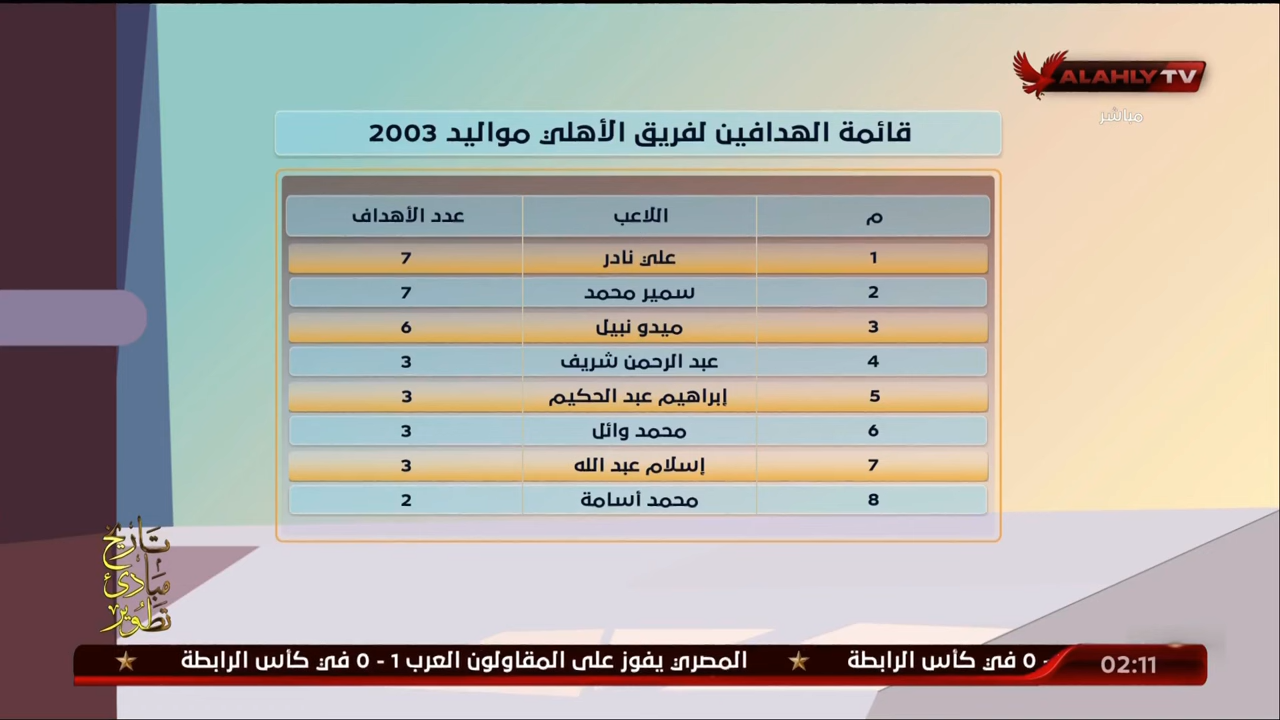 ALAHLY TV
مباشر
قائمة الهدافين لفريق الأهلي مواليد 2003
م اللاعب عدد الأهداف
1 علي نادر 7
2 سمير محمد 7
3 ميدو نبيل 6
4 عبد الرحمن شريف 3
5 إبراهيم عبد الحكيم 3
6 محمد وائل 3
7 إسلام عبد الله 3
8 محمد أسامة 2
تاريخ
مبادئ
تطوير
02:11 - 0 في كأس الرابطة ★ المصري يفوز على المقاولون العرب 1 - 0 في كأس الرابطة ★